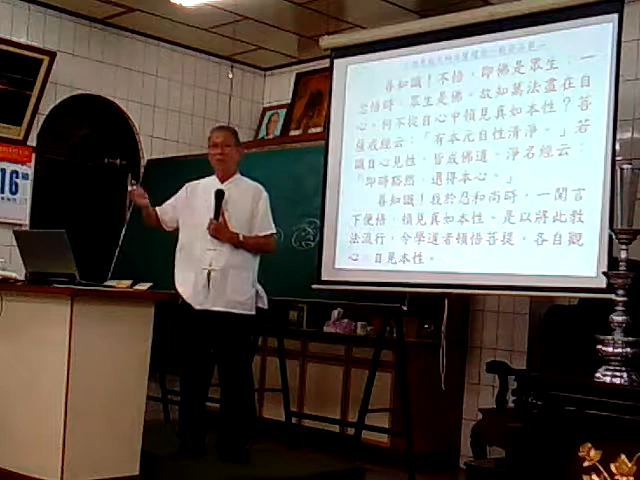 善知識！不悟，即佛是眾生；一
念悟時，眾生是佛。故知萬法盡在自
心，何不從自心中頓見真如本性？菩
薩戒經云：「我本元自性清淨。」若
識自心見性，皆成佛道。淨名經云：
「即時豁然，還得本心。」
善知識！我於忍和尚時，一聞言
下便悟，頓見真如本性。是以將此教
法流行，令學道者頓悟菩提，各自觀
心，自見本性。
16